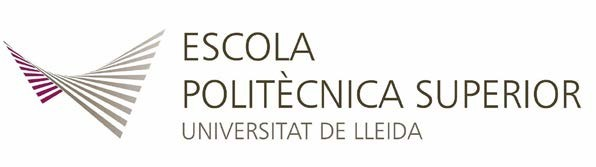 ESCOLA
POLITÈCNICA SUPERIOR
UNIVERSITAT DE LLEIDA